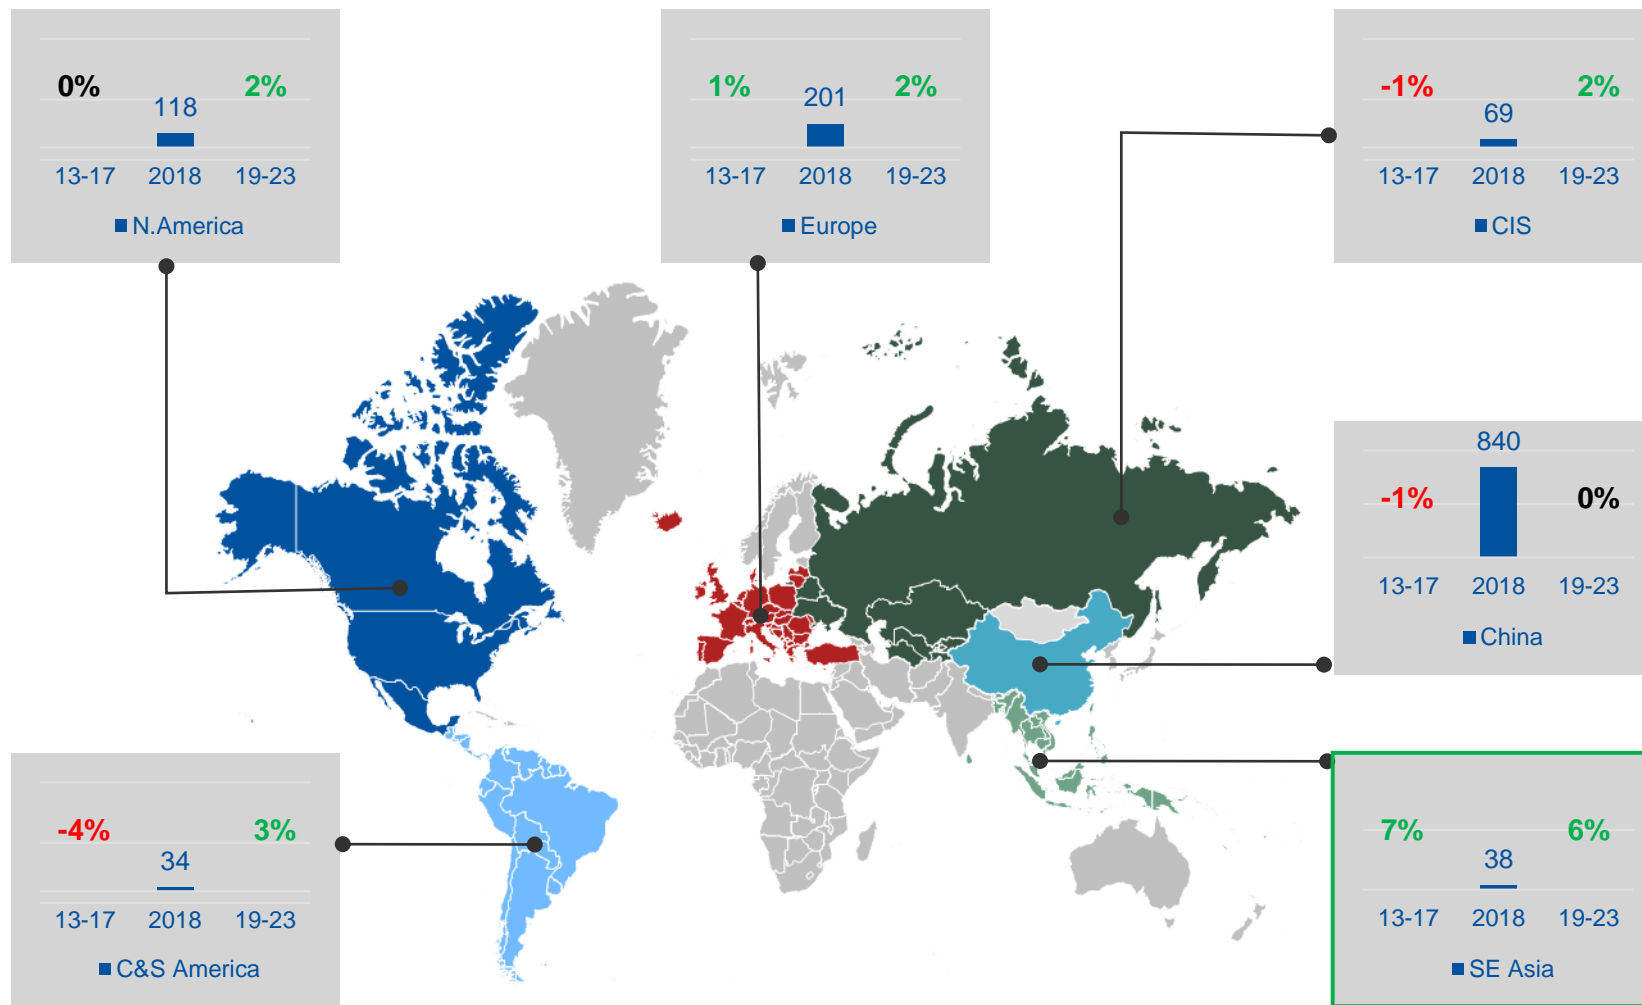 0% 2%
118
13-17 2018 19-23
N.America
1% 2%
201
13-17 2018 19-23
Europe
-1% 2%
69
13-17 2018 19-23
CIS
840
-1% 0%
13-17 2018 19-23
China
-4% 3%
34
13-17 2018 19-23
C&S America
7% 6%
38
13-17 2018 19-23
SE Asia